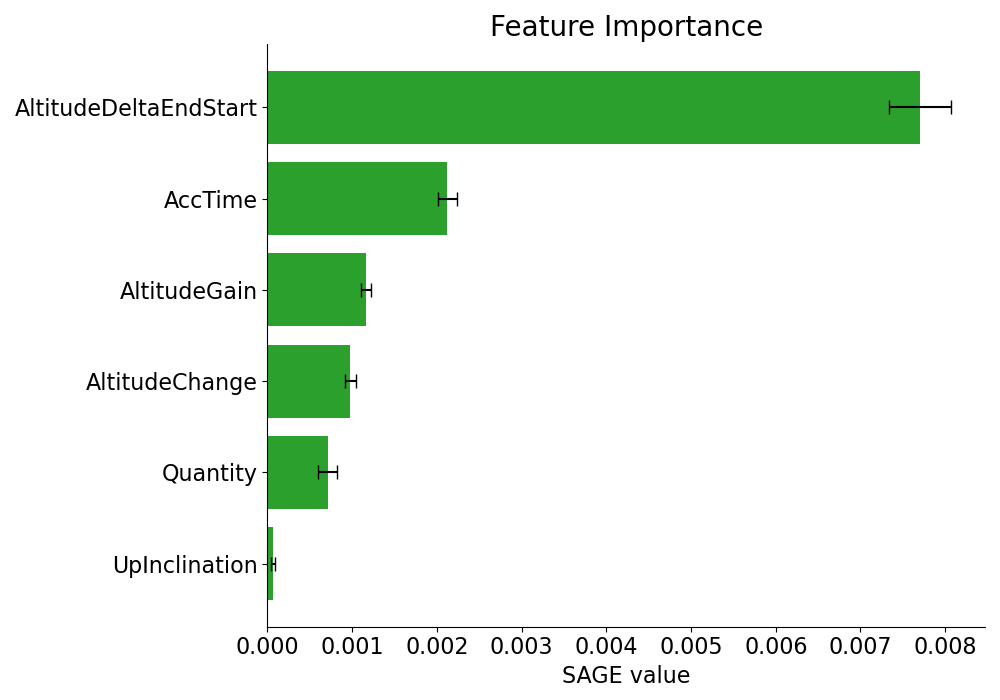 Feature Importance
AltitudeDeltaEndStart
AccTime
AltitudeGain
AltitudeChange
Quantity
UpInclination
0.000 0.001 0.002 0.003 0.004 0.005 0.006 0.007 0.008
SAGE value